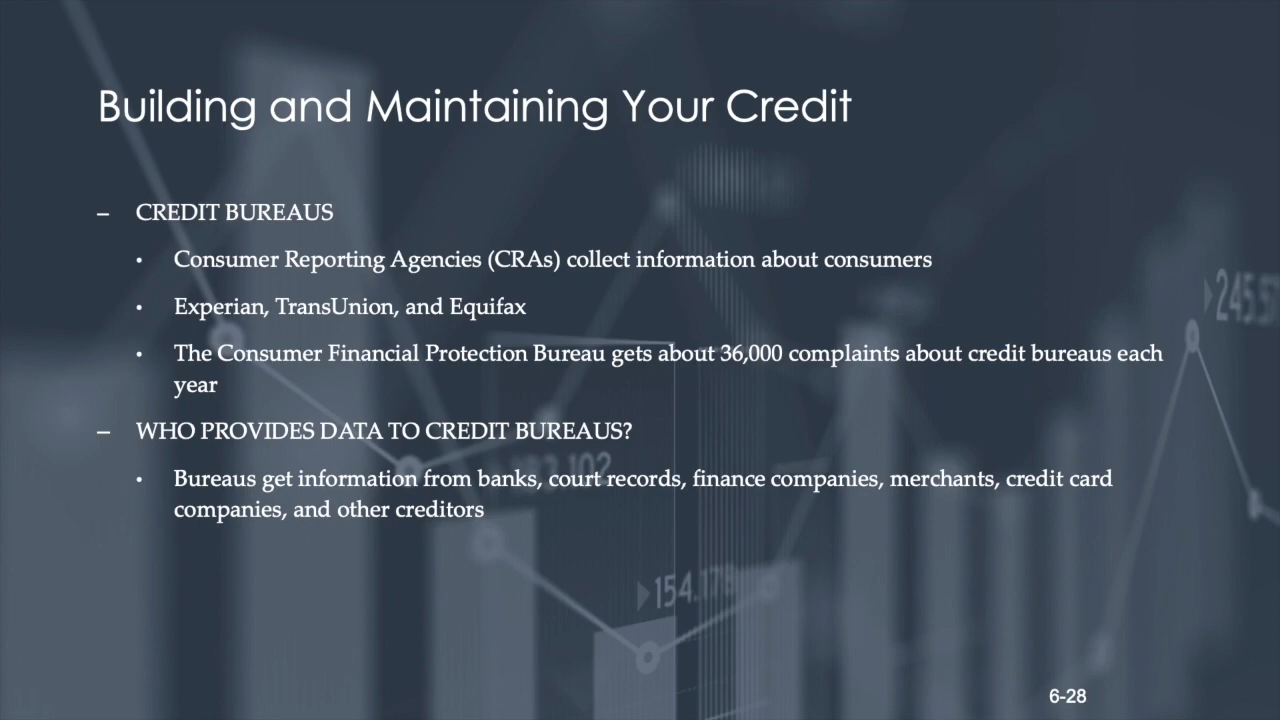 Building and Maintaining Your Credit
– CREDIT BUREAUS
• Consumer Reporting Agencies (CRAs) collect information about consumers
• Experian, TransUnion, and Equifax
• The Consumer Financial Protection Bureau gets about 36,000 complaints about credit bureaus each
year
– WHO PROVIDES DATA TO CREDIT BUREAUS?
• Bureaus get information from banks, court records, finance companies, merchants, credit card
companies, and other creditors
6-28